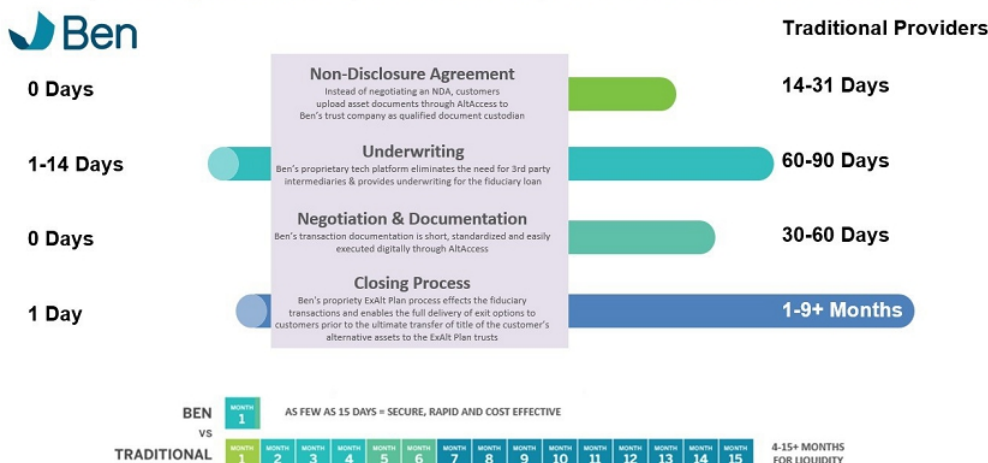 Ben
Traditional Providers
0 Days
Non-Disclosure Agreement
Instead of negotiating an NDA, customers
upload asset documents through AltAccess to
Ben's trust company as qualified document custodian
14-31 Days
1-14 Days
Underwriting
Ben's proprietary tech platform eliminates the need for 3rd party
intermediaries & provides underwriting for the fiduciary loan
60-90 Days
0 Days
Negotiation & Documentation
Ben's transaction documentation is short, standardized and easily
executed digitally through AltAccess
30-60 Days
1 Day
Closing Process
Ben's propriety ExAlt Plan process effects the fiduciary
transactions and enables the full delivery of exit options to
customers prior to the ultimate transfer of title of the customer's
alternative assets to the ExAlt Plan trusts
1-9+ Months
BEN
MONTH
1
AS FEW AS 15 DAYS = SECURE, RAPID AND COST EFFECTIVE
VS
TRADITIONAL
MONTH MONTH MONTH MONTH MONTH MONTH MONTH MONTH MONTH MONTH MONTH MONTH MONTH MONTH MONTH
1 2 3 4 5 6 7 8 9 10 11 12 13 14 15
4-15+ MONTHS
FOR LIQUIDITY